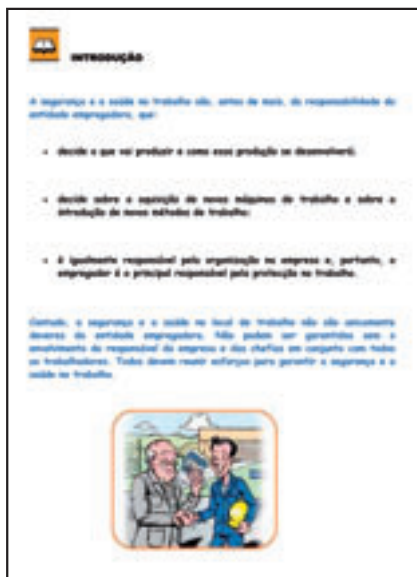 INTRODUÇÃO
A segurança e a saúde no trabalho são, antes de mais, da responsabilidade da
entidade empregadora, que:
• decide o que vai produzir e como essa produção se desenvolverá;
• decide sobre a aquisição de novas máquinas de trabalho e sobre a
introdução de novos métodos de trabalho;
• é igualmente responsável pela organização na empresa e, portanto, o
empregador é o principal responsável pela protecção no trabalho.
Contudo, a segurança e a saúde no local de trabalho não são unicamente
deveres da entidade empregadora. Não podem ser garantidas sem o
envolvimento do responsável da empresa e das chefias em conjunto com todos
os trabalhadores. Todos devem reunir esforços para garantir a segurança e a
saúde no trabalho.